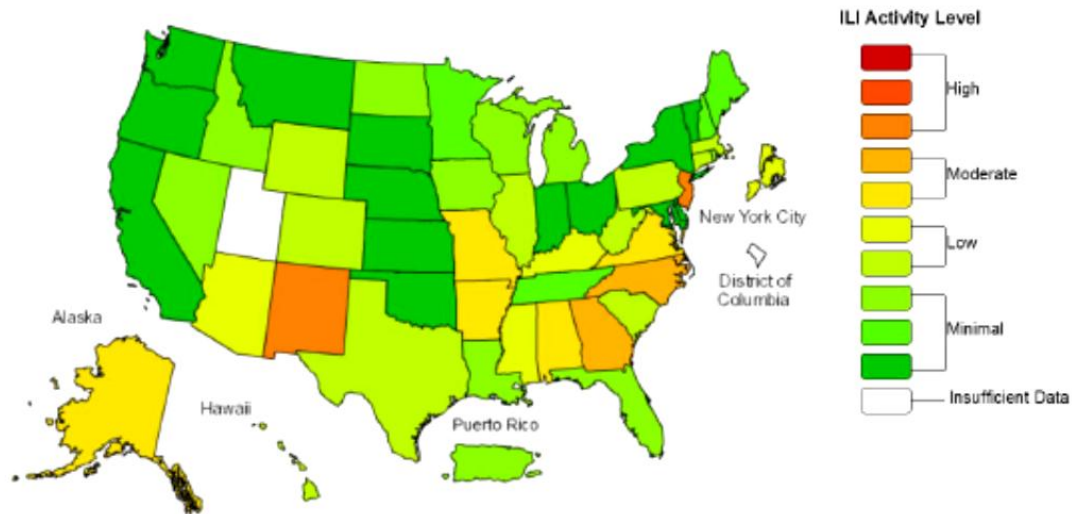 ILI Activity Level
High
Moderate
Low
Minimal
Insufficient Data
New York City
District of
Columbia
Alaska
Hawaii
Puerto Rico